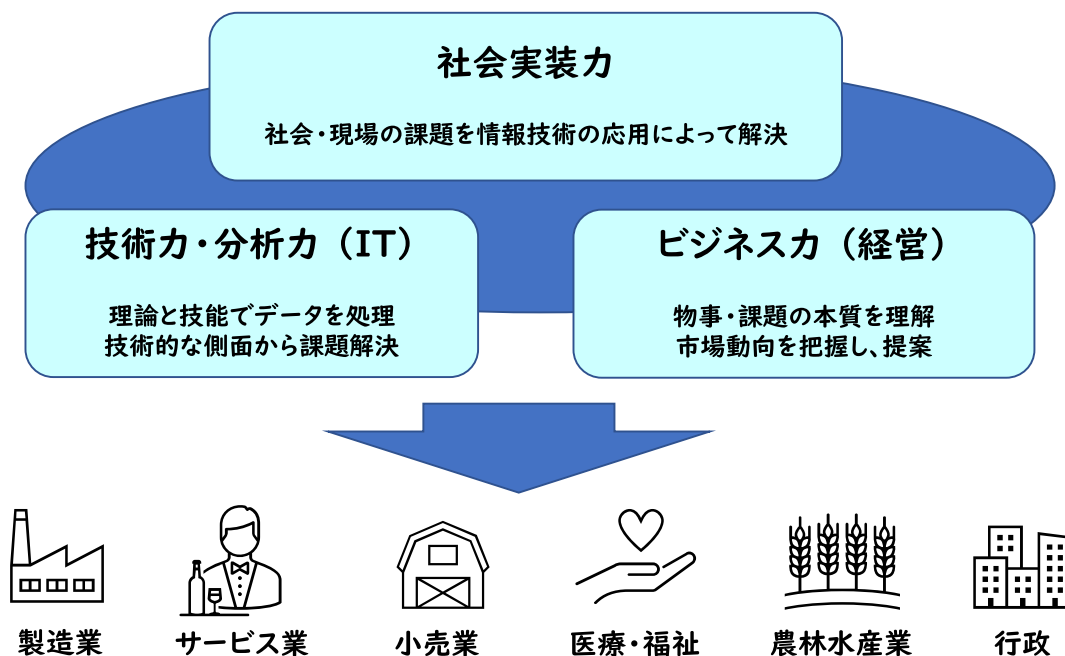 社会実装力
社会・現場の課題を情報技術の応用によって解決
技術力・分析力（IT）
理論と技能でデータを処理
技術的な側面から課題解決
ビジネス力（経営）
物事・課題の本質を理解
市場動向を把握し、提案
製造業
サービス業
小売業
医療・福祉
農林水産業
行政